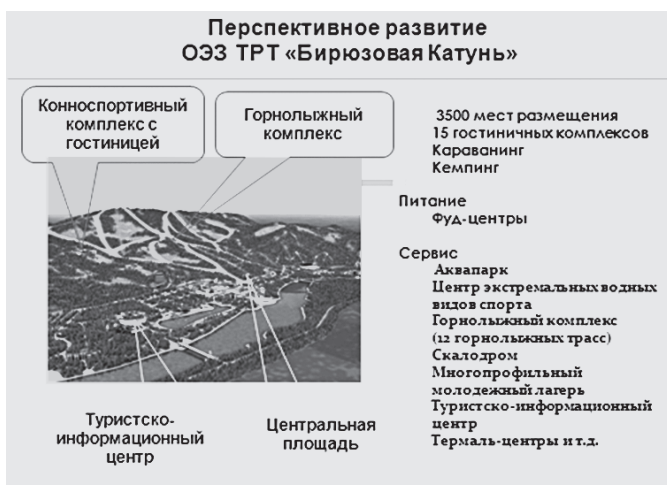 Перспективное развитие
ОЭЗ ТРТ «Бирюзовая Катунь»
Конноспортивный
комплекс с
гостиницей
Горнолыжный
комплекс
3500 мест размещения
15 гостиничных комплексов
Караванинг
Кемпинг
Питание
Фуд-центры
Сервис
Аквапарк
Центр экстремальных водных
видов спорта
Горнолыжный комплекс
(12 горнолыжных трасс)
Скалодром
Многопрофильный
молодежный лагерь
Туристско-информационный
центр
Термаль-центры и т.д.
Туристско-
информационный
центр
Центральная
площадь